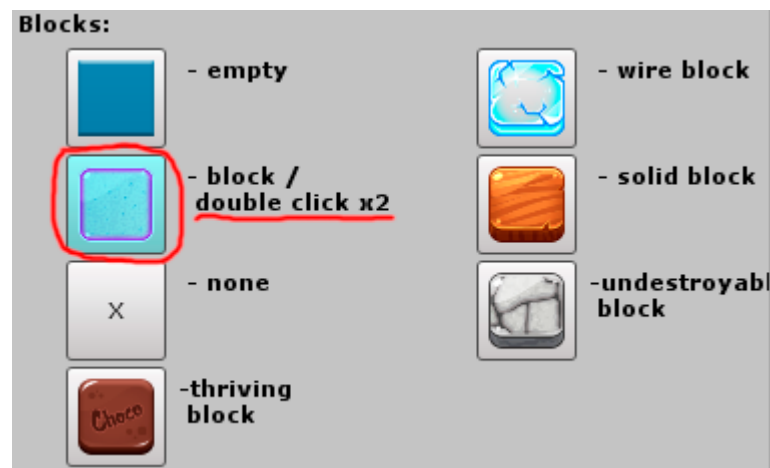 Blocks:
- empty
- block /
double click x2
- none
x
-thriving
block
Choco
- wire block
- solid block
-undestroyabl
block